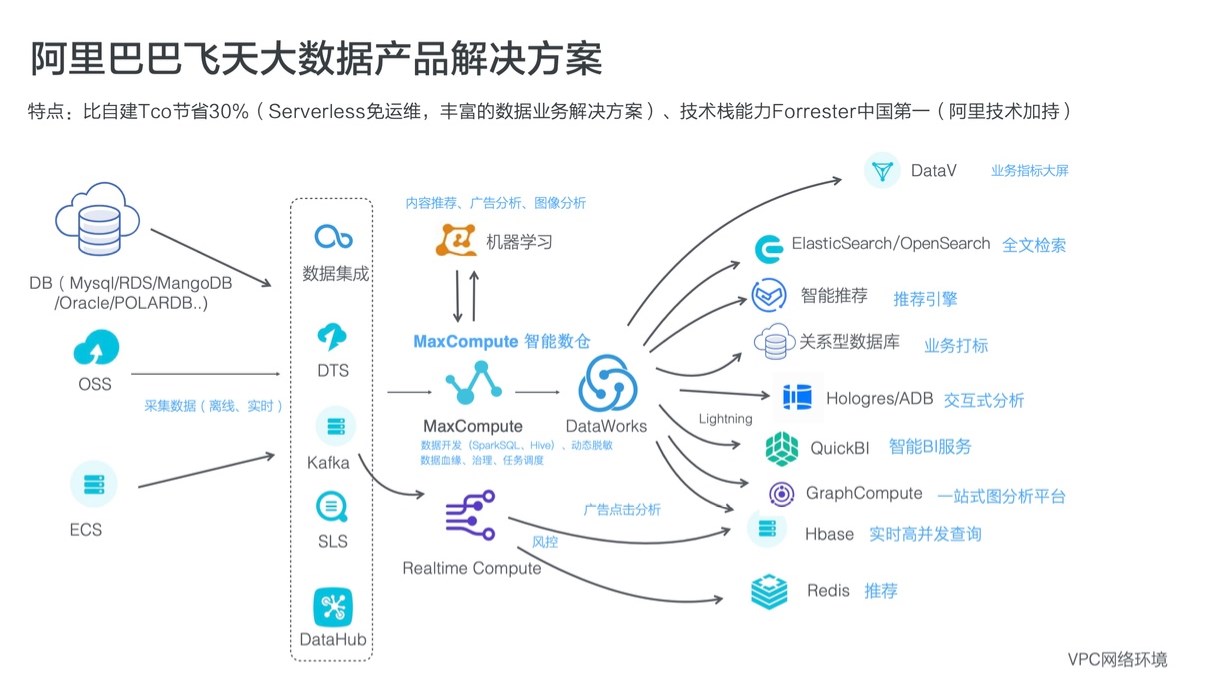 阿里巴巴飞天大数据产品解决方案
特点：比自建Tco节省30%（Serverless免运维，丰富的数据业务解决方案）、技术栈能力Forrester中国第一（阿里技术加持）
DB（Mysql/RDS/MangoDB
/Oracle/POLARDB..)
OSS
采集数据（离线、实时）
ECS
数据集成
DTS
Kafka
SLS
DataHub
内容推荐、广告分析、图像分析
机器学习
MaxCompute 智能数仓
MaxCompute
数据开发（SparkSQL、Hive）、动态脱敏
数据血缘、治理、任务调度
DataWorks
Realtime Compute
广告点击分析
风控
Lightning
DataV 业务指标大屏
ElasticSearch/OpenSearch 全文检索
智能推荐 推荐引擎
关系型数据库 业务打标
Hologres/ADB 交互式分析
QuickBI 智能BI服务
GraphCompute 一站式图分析平台
Hbase 实时高并发查询
Redis 推荐
VPC网络环境